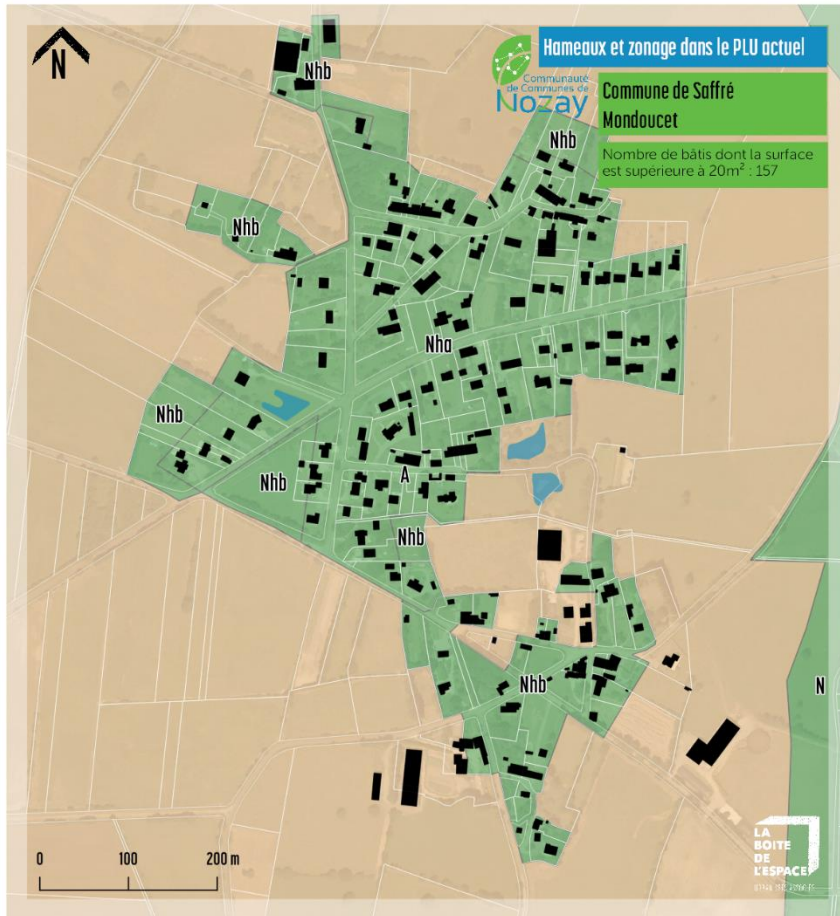 N
Hameaux et zonage dans le PLU actuel
Communauté
de Communes de
Nozay
Commune de Saffré
Mondoucet
Nombre de bâtis dont la surface
est supérieure à 20m² : 157
Nhb
Nhb
Nhb
Nha
Nhb
Nhb
A
Nhb
Nhb
N
0 100 200 m
LA
BOITE
DE
L'ESPACE